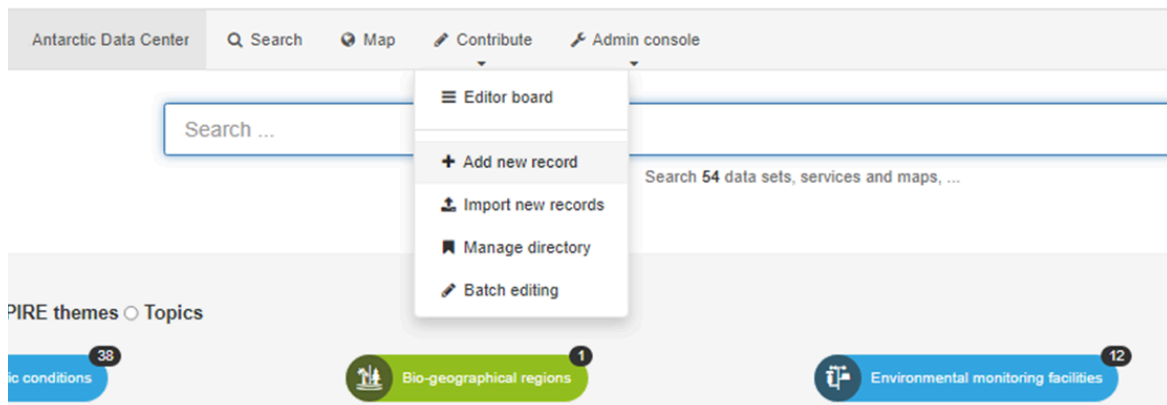 Antarctic Data Center Search Map Contribute Admin console
Editor board
Search ...
Add new record
Search 54 data sets, services and maps, ...
Import new records
Manage directory
Batch editing
PIRE themes Topics
38 1 12
ic conditions Bio-geographical regions Environmental monitoring facilities